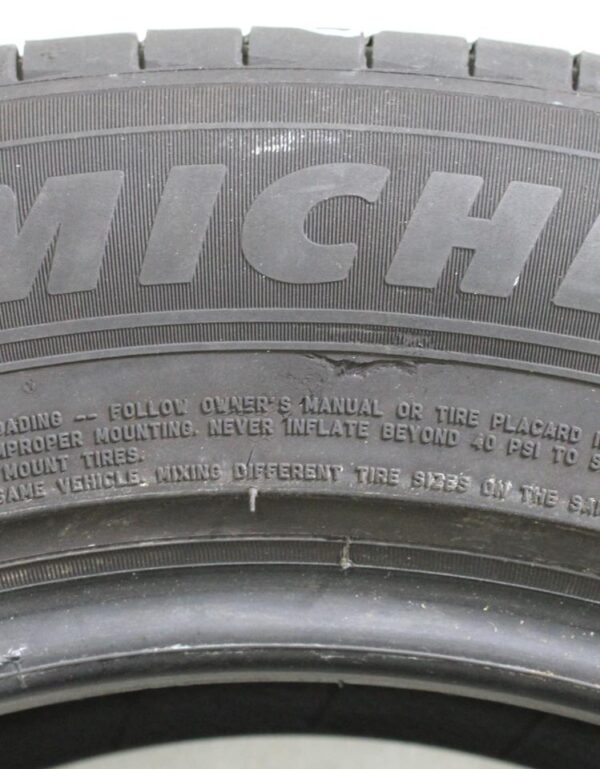 MICHE
OADING -- FOLLOW OWNER'S MANUAL OR TIRE PLACARD I
MPROPER MOUNTING. NEVER INFLATE BEYOND 40 PSI TO S
MOUNT TIRES.
SAME VEHICLE. MIXING DIFFERENT TIRE SIZES ON THE SA